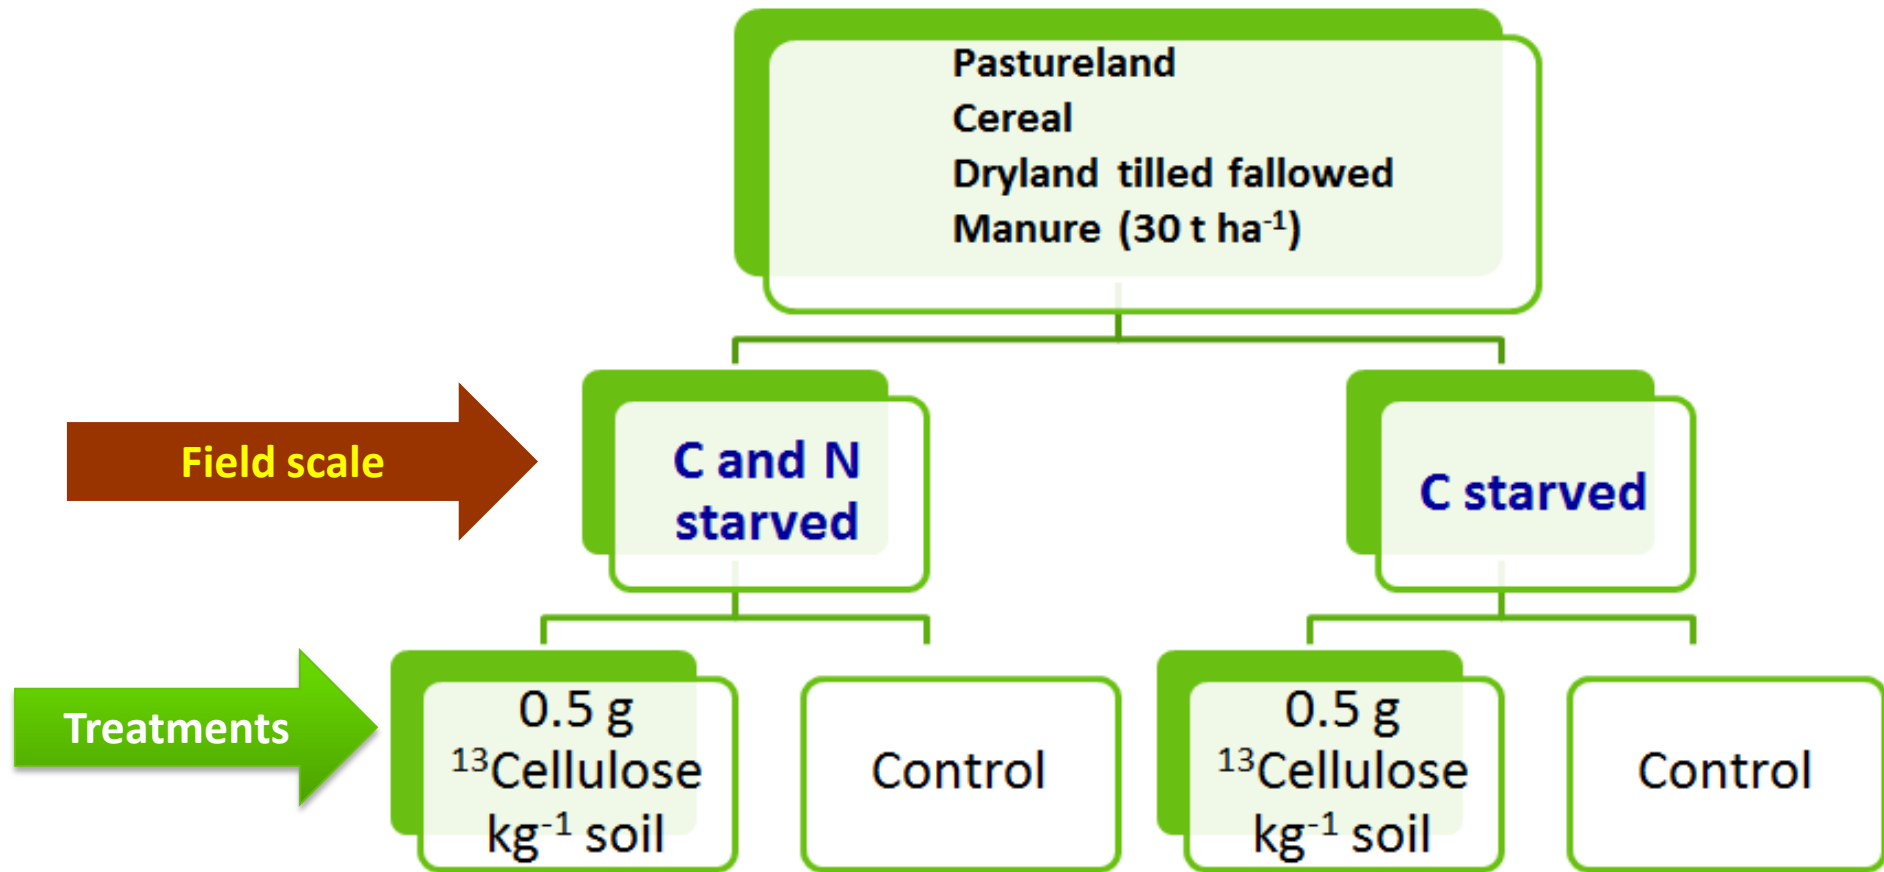 Pastureland
Cereal
Dryland tilled fallowed
Manure (30 t ha⁻¹)
Field scale
C and N
starved
C starved
Treatments
0.5 g
¹³Cellulose
kg⁻¹ soil
Control
0.5 g
¹³Cellulose
kg⁻¹ soil
Control